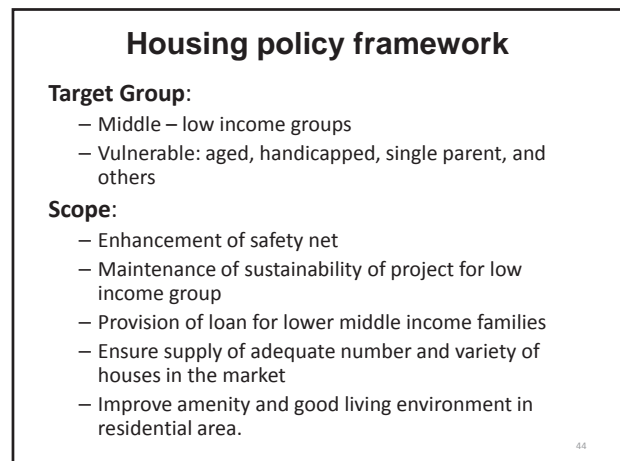 Housing policy framework
Target Group:
– Middle – low income groups
– Vulnerable: aged, handicapped, single parent, and
others
Scope:
– Enhancement of safety net
– Maintenance of sustainability of project for low
income group
– Provision of loan for lower middle income families
– Ensure supply of adequate number and variety of
houses in the market
– Improve amenity and good living environment in
residential area.
44